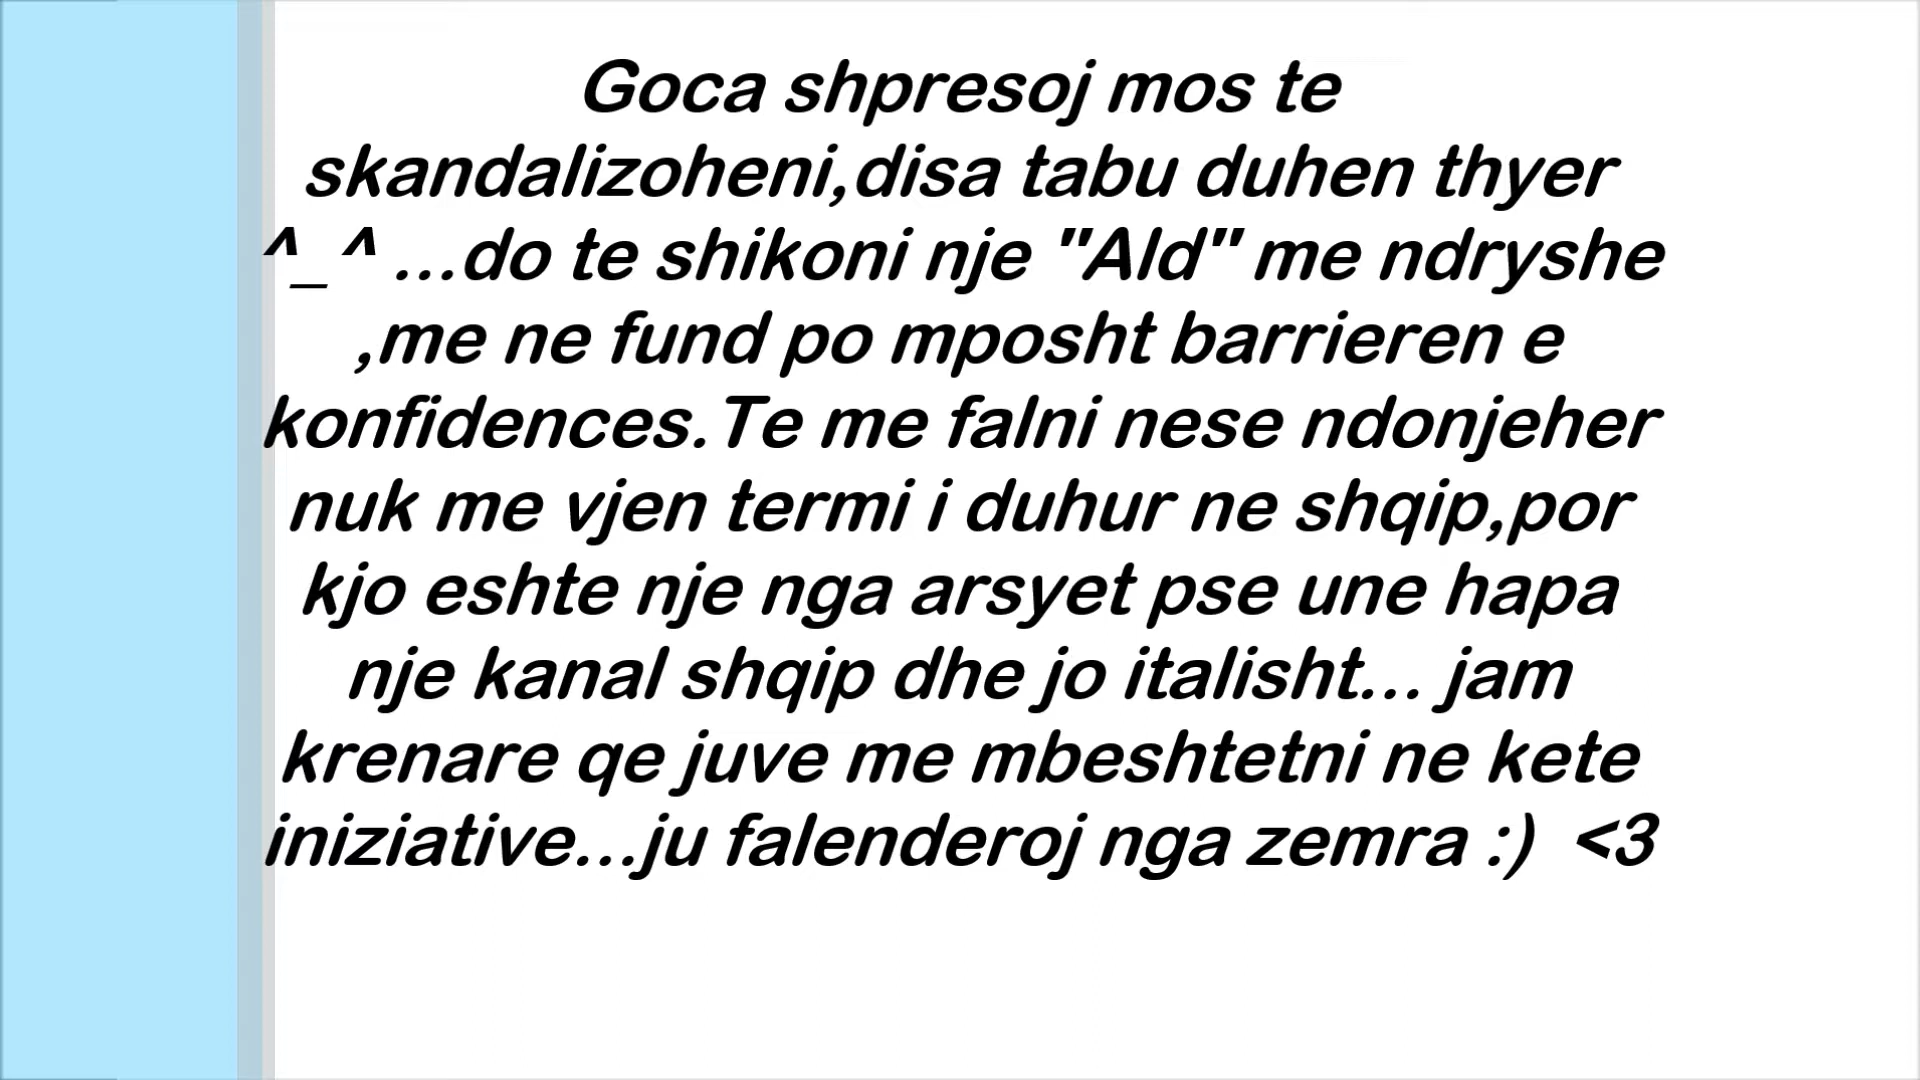 Goca shpresoj mos te
skandalizoheni,disa tabu duhen thyer
^_^ ...do te shikoni nje "Ald" me ndryshe
,me ne fund po mposht barrieren e
konfidences.Te me falni nese ndonjeher
nuk me vjen termi i duhur ne shqip,por
kjo eshte nje nga arsyet pse une hapa
nje kanal shqip dhe jo italisht... jam
krenare qe juve me mbeshtetni ne kete
iniziative...ju falenderoj nga zemra :)  <3